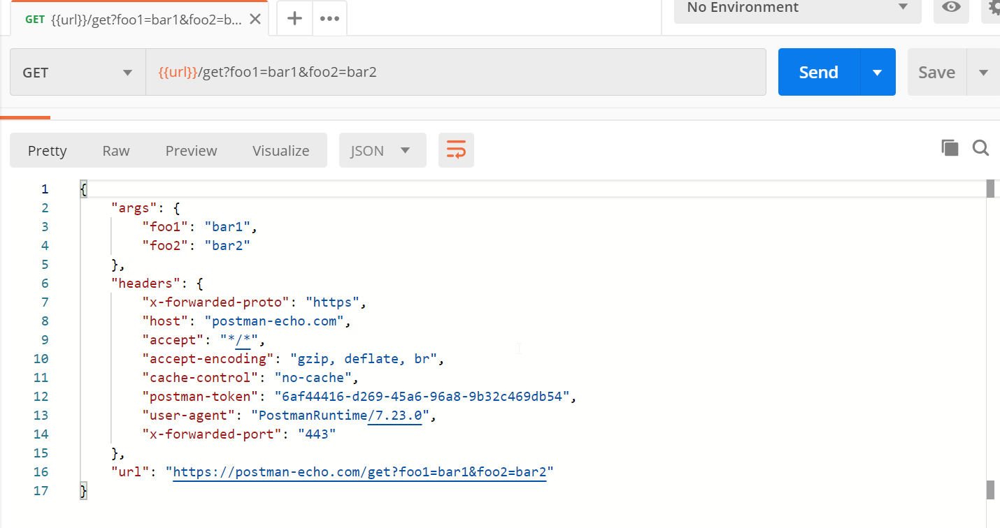 GET {{url}}/get?foo1=bar1&foo2=b...
No Environment
GET {{url}}/get?foo1=bar1&foo2=bar2 Send Save
Pretty Raw Preview Visualize JSON
1 {
2 "args": {
3 "foo1": "bar1",
4 "foo2": "bar2"
5 },
6 "headers": {
7 "x-forwarded-proto": "https",
8 "host": "postman-echo.com",
9 "accept": "*/*",
10 "accept-encoding": "gzip, deflate, br",
11 "cache-control": "no-cache",
12 "postman-token": "6af44416-d269-45a6-96a8-9b32c469db54",
13 "user-agent": "PostmanRuntime/7.23.0",
14 "x-forwarded-port": "443"
15 },
16 "url": "https://postman-echo.com/get?foo1=bar1&foo2=bar2"
17 }